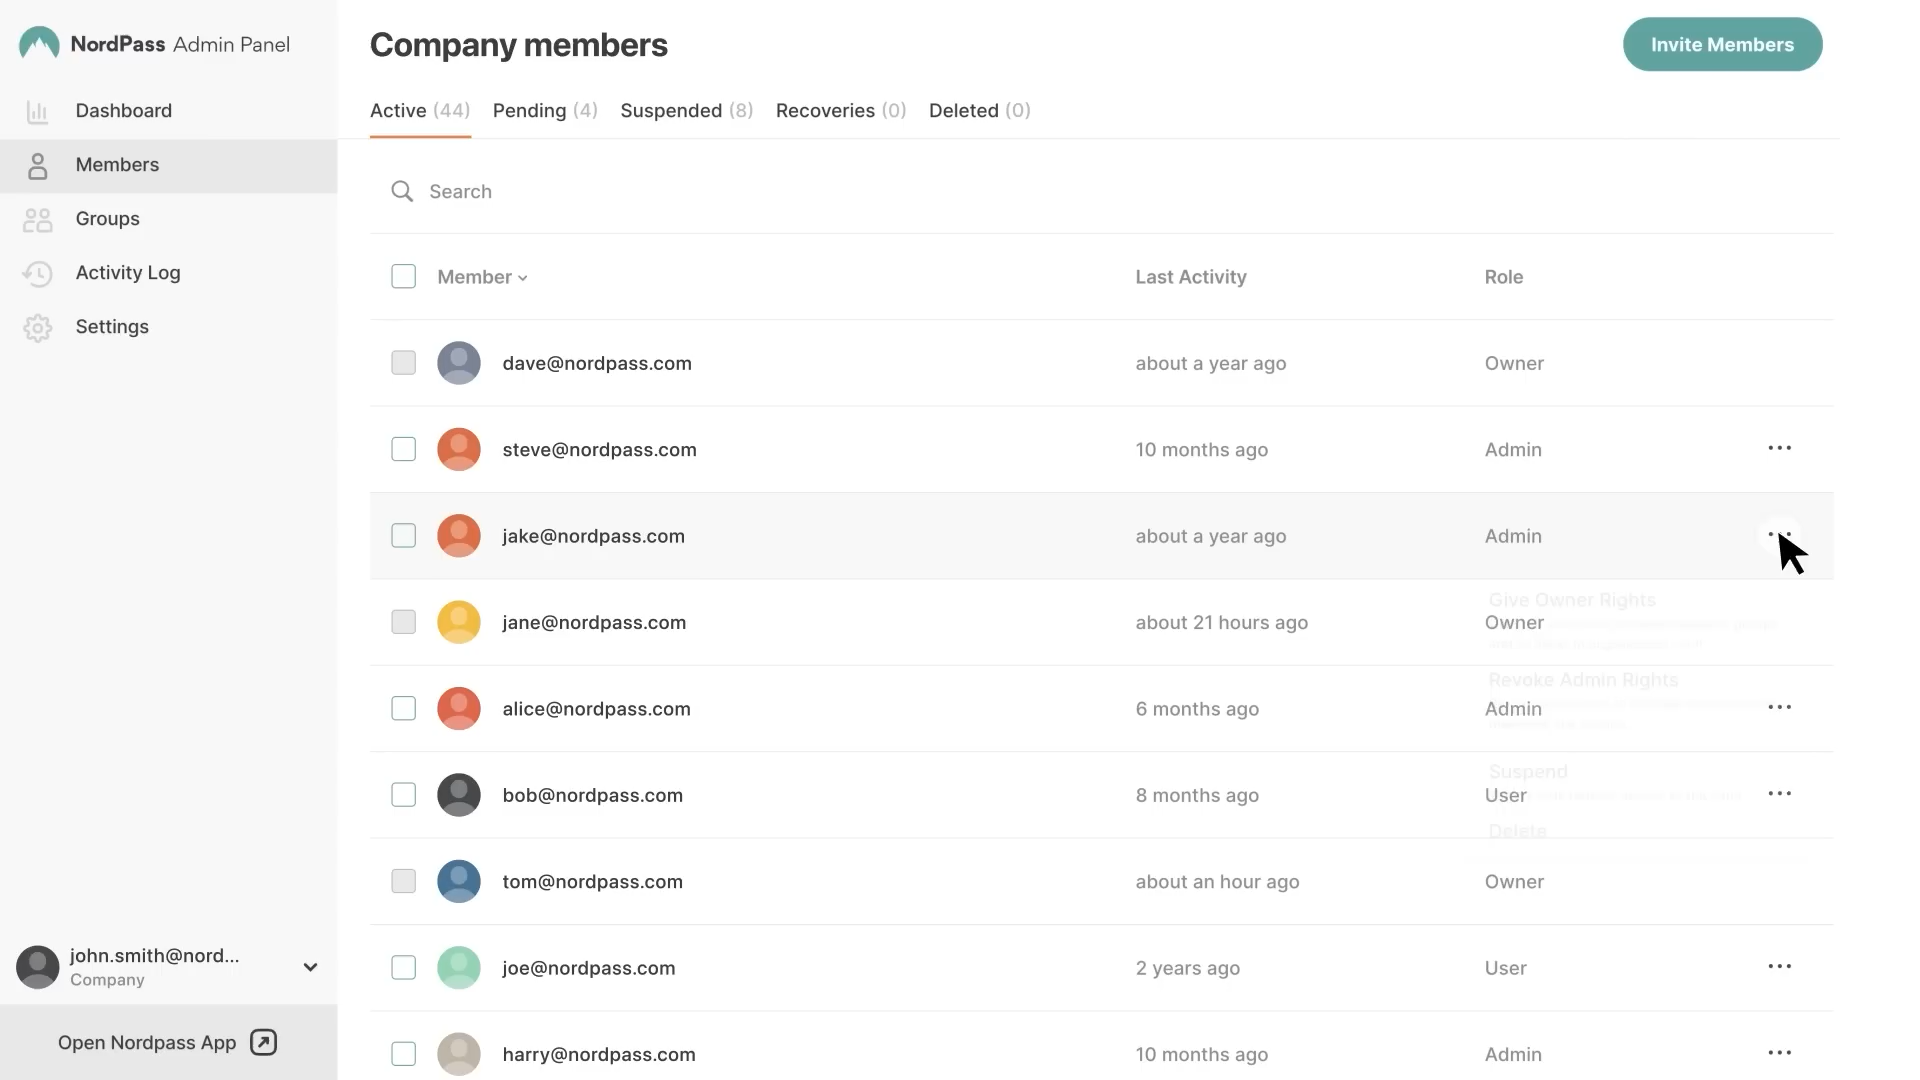 NordPass Admin Panel
Company members
Invite Members
Dashboard
Members
Groups
Activity Log
Settings
Active (44) Pending (4) Suspended (8) Recoveries (0) Deleted (0)
Search
Member Last Activity Role
dave@nordpass.com about a year ago Owner
steve@nordpass.com 10 months ago Admin
jake@nordpass.com about a year ago Admin
Give Owner Rights
jane@nordpass.com about 21 hours ago Owner
Revoke Admin Rights
alice@nordpass.com 6 months ago Admin
Suspend
bob@nordpass.com 8 months ago User
Delete
tom@nordpass.com about an hour ago Owner
joe@nordpass.com 2 years ago User
harry@nordpass.com 10 months ago Admin
john.smith@nord...
Company
Open Nordpass App